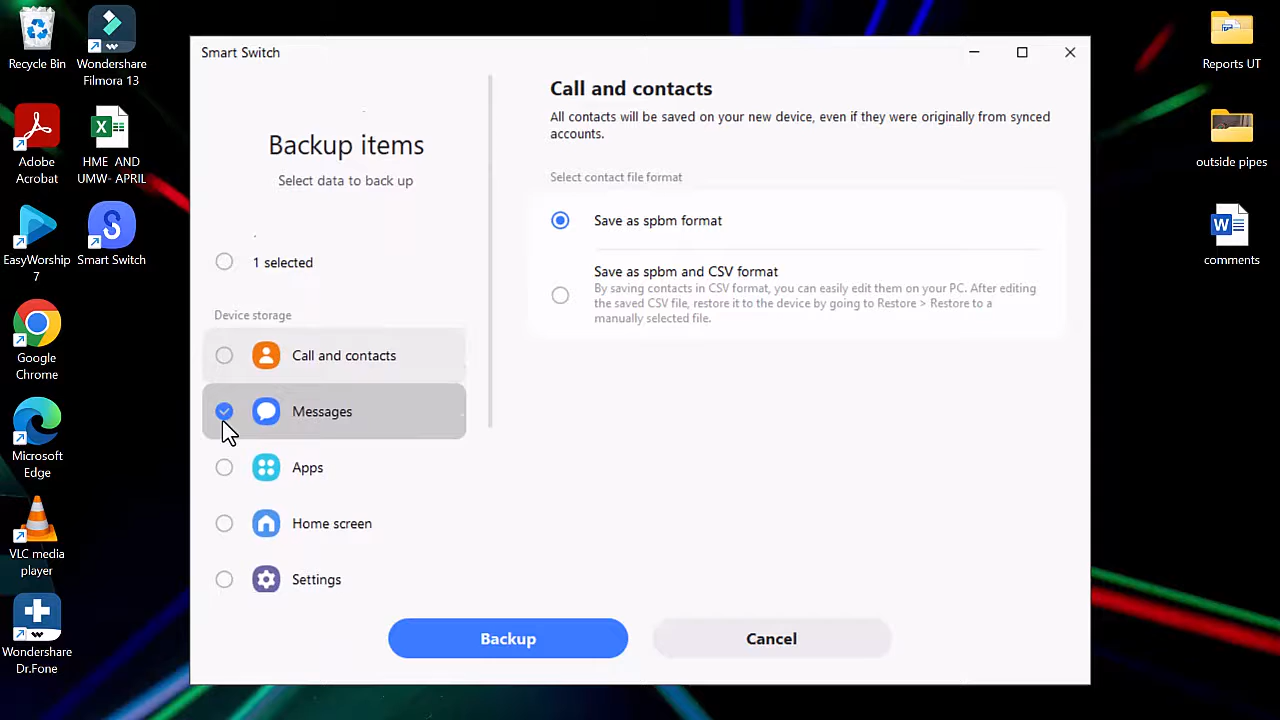 Recycle Bin
Wondershare
Filmora 13
Adobe
Acrobat
HME AND
UMW- APRIL
EasyWorship
7
Smart Switch
Google
Chrome
Microsoft
Edge
VLC media
player
Wondershare
Dr.Fone
Smart Switch
Backup items
Select data to back up
1 selected
Device storage
Call and contacts
Messages
Apps
Home screen
Settings
Call and contacts
All contacts will be saved on your new device, even if they were originally from synced
accounts.
Select contact file format
Save as spbm format
Save as spbm and CSV format
By saving contacts in CSV format, you can easily edit them on your PC. After editing
the saved CSV file, restore it to the device by going to Restore > Restore to a
manually selected file.
Backup
Cancel
Reports UT
outside pipes
comments